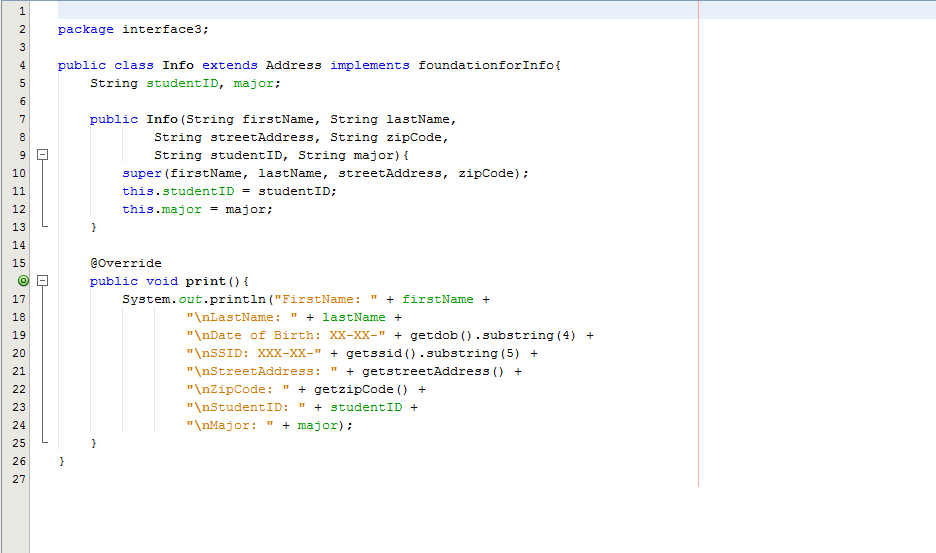 1
2 package interface3;
3
4 public class Info extends Address implements foundationforInfo{
5     String studentID, major;
6
7     public Info(String firstName, String lastName,
8             String streetAddress, String zipCode,
9             String studentID, String major){
10         super(firstName, lastName, streetAddress, zipCode);
11         this.studentID = studentID;
12         this.major = major;
13     }
14
15     @Override
    public void print(){
17         System.out.println("FirstName: " + firstName +
18                 "\nLastName: " + lastName +
19                 "\nDate of Birth: XX-XX-" + getdob().substring(4) +
20                 "\nSSID: XXX-XX-" + getssid().substring(5) +
21                 "\nStreetAddress: " + getstreetAddress() +
22                 "\nZipCode: " + getzipCode() +
23                 "\nStudentID: " + studentID +
24                 "\nMajor: " + major);
25     }
26 }
27